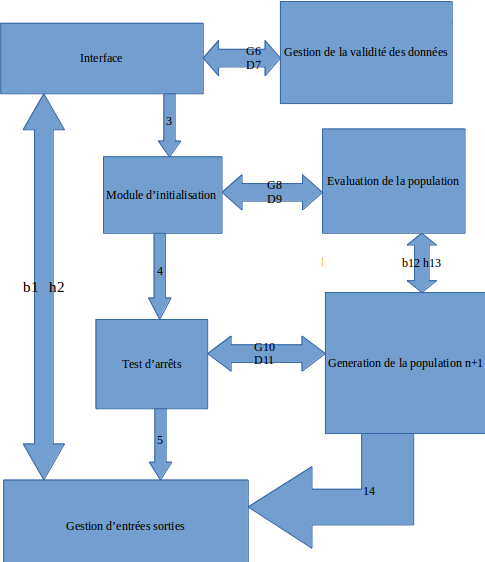 Interface
G6
D7
Gestion de la validité des données
3
Module d’initialisation
G8
D9
Evaluation de la population
b1 h2
4
b12 h13
Test d’arrêts
G10
D11
Generation de la population n+1
5
14
Gestion d’entrées sorties